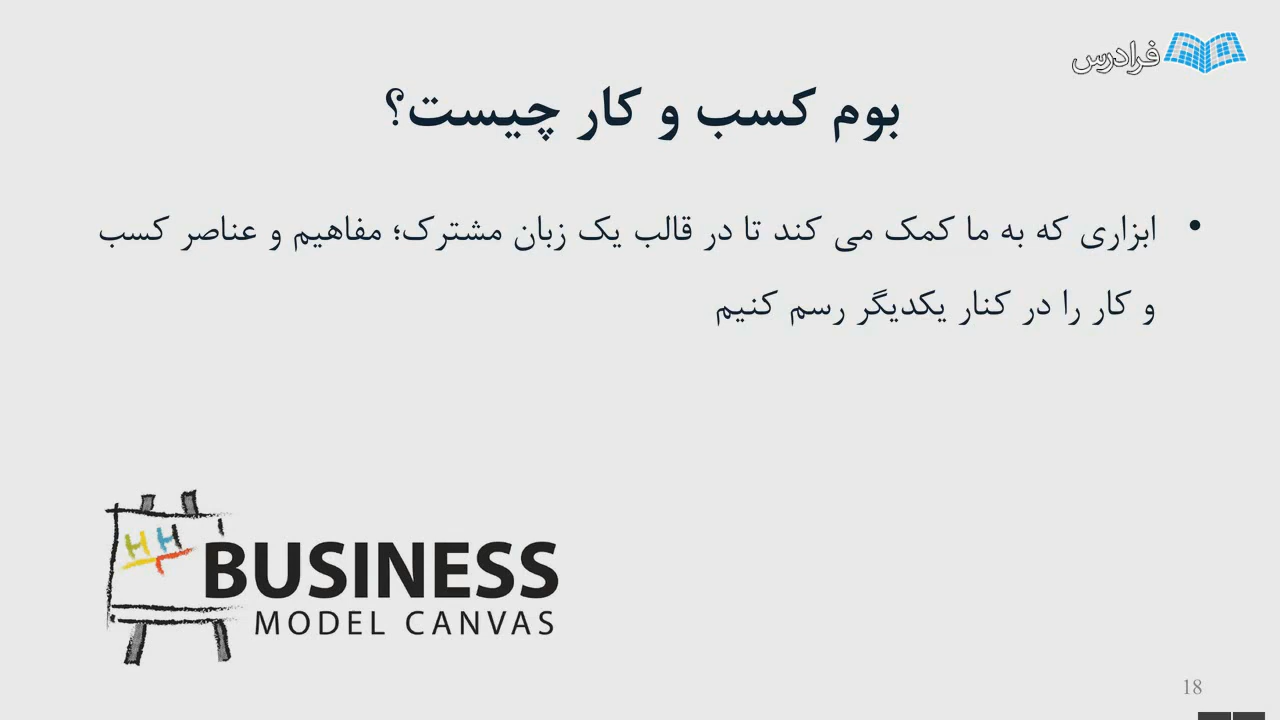 فرادرس
بوم کسب و کار چیست؟
• ابزاری که به ما کمک می کند تا در قالب یک زبان مشترک؛ مفاهیم و عناصر کسب
و کار را در کنار یکدیگر رسم کنیم
BUSINESS
MODEL CANVAS
18